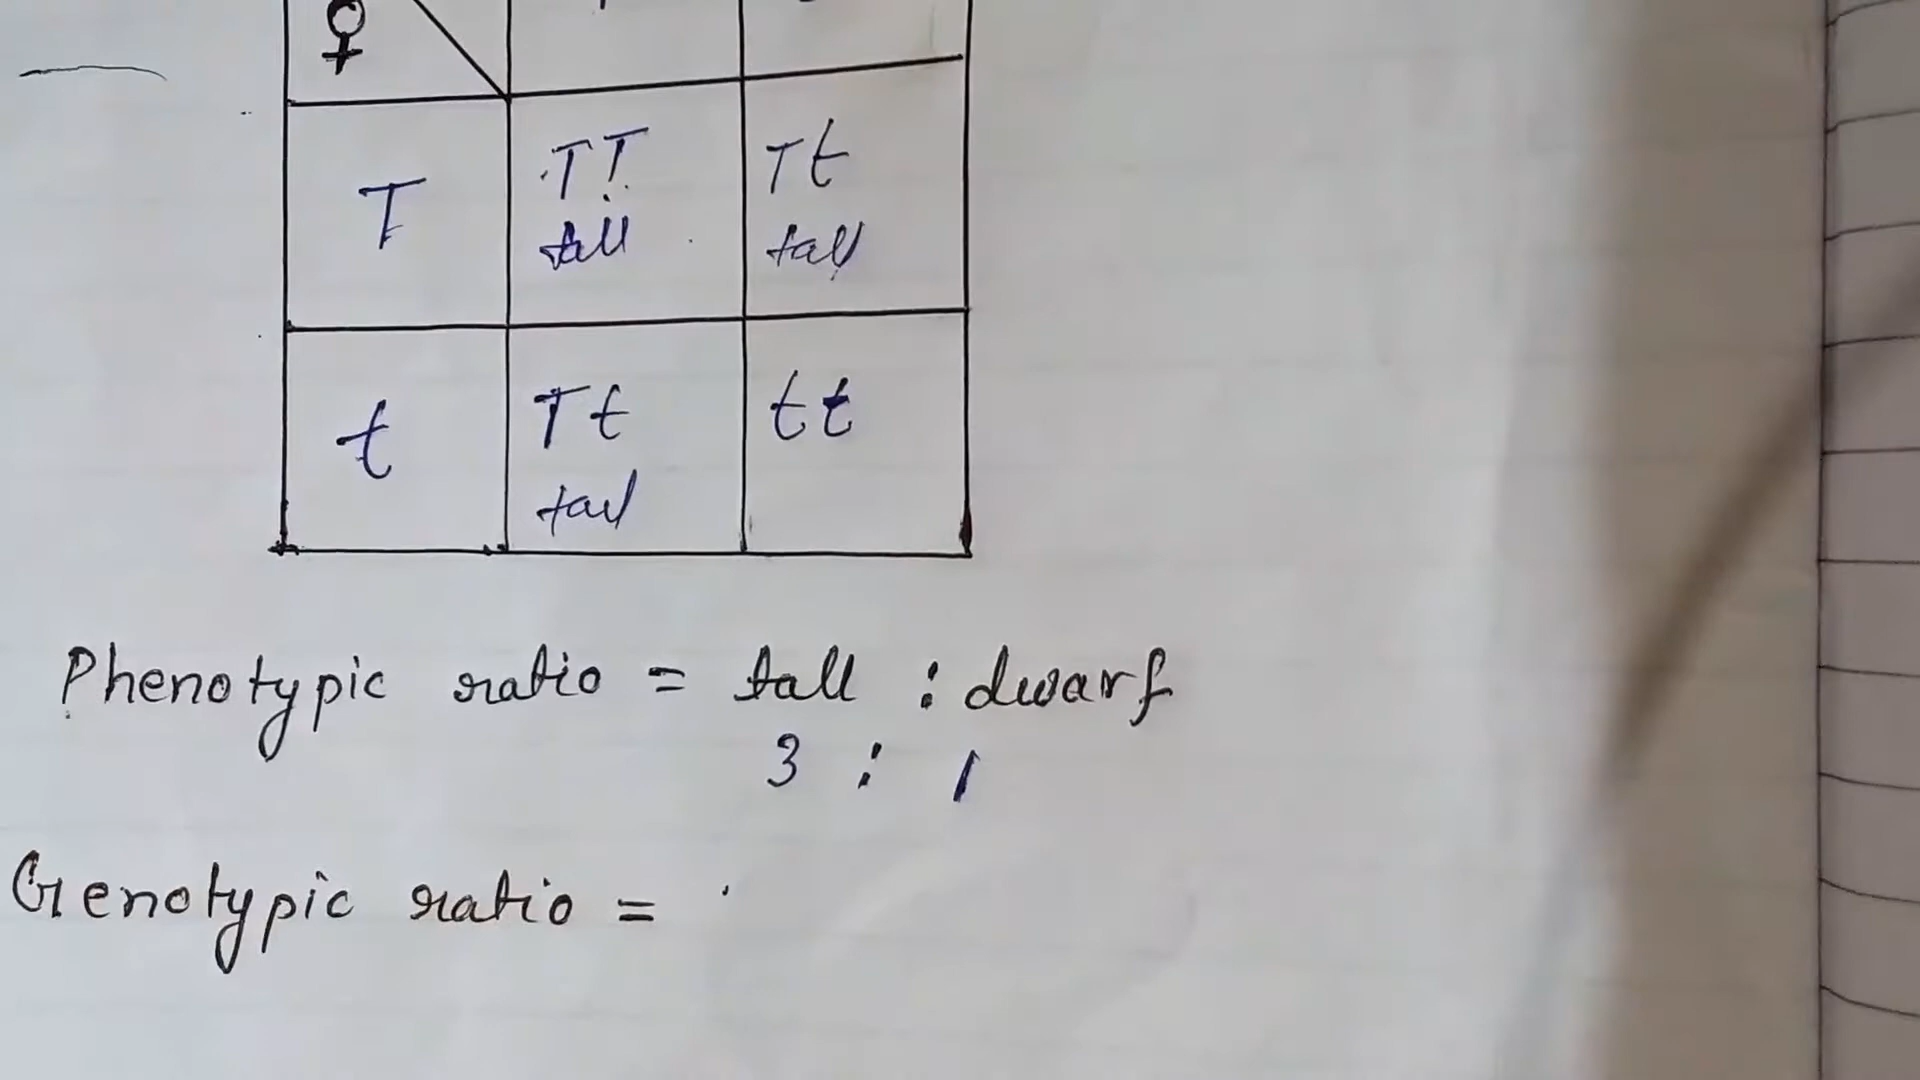 ♀
T TT Tt
tall tall
t Tt tt
tall
Phenotypic ratio = tall : dwarf
3 : 1
Genotypic ratio =